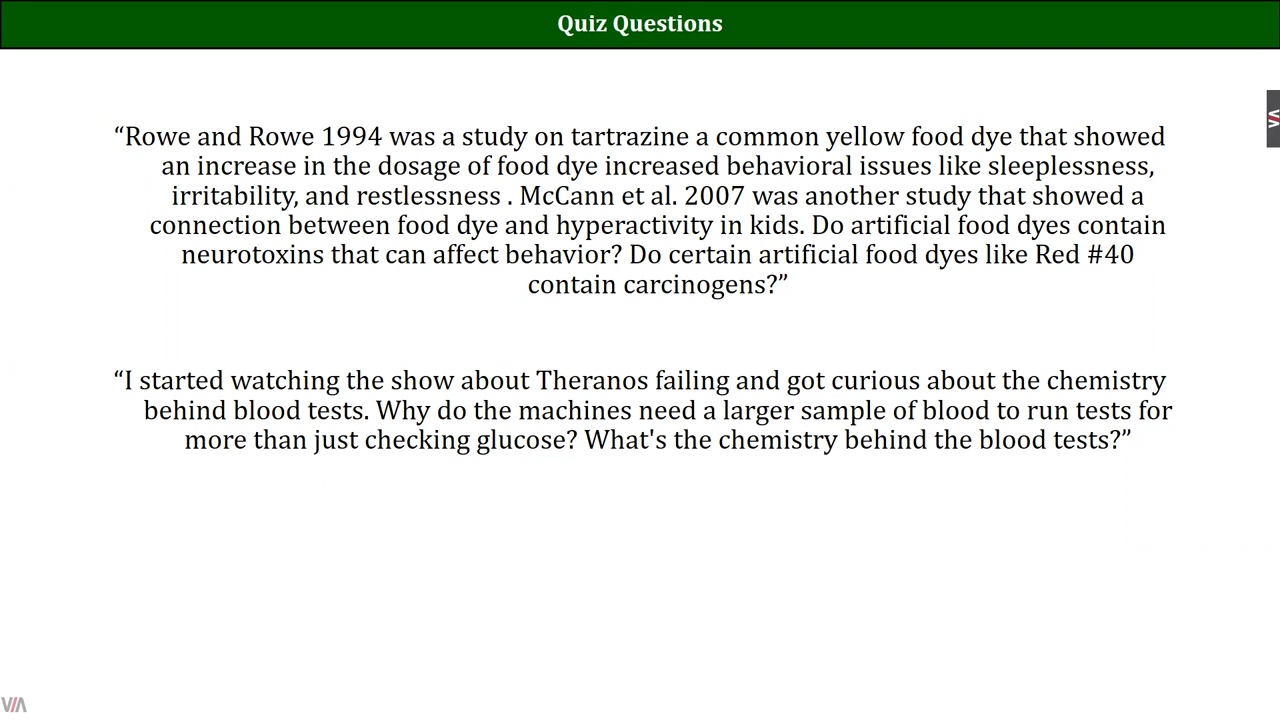 Quiz Questions
“Rowe and Rowe 1994 was a study on tartrazine a common yellow food dye that showed
an increase in the dosage of food dye increased behavioral issues like sleeplessness,
irritability, and restlessness . McCann et al. 2007 was another study that showed a
connection between food dye and hyperactivity in kids. Do artificial food dyes contain
neurotoxins that can affect behavior? Do certain artificial food dyes like Red #40
contain carcinogens?”
“I started watching the show about Theranos failing and got curious about the chemistry
behind blood tests. Why do the machines need a larger sample of blood to run tests for
more than just checking glucose? What's the chemistry behind the blood tests?”
VIA
VIA